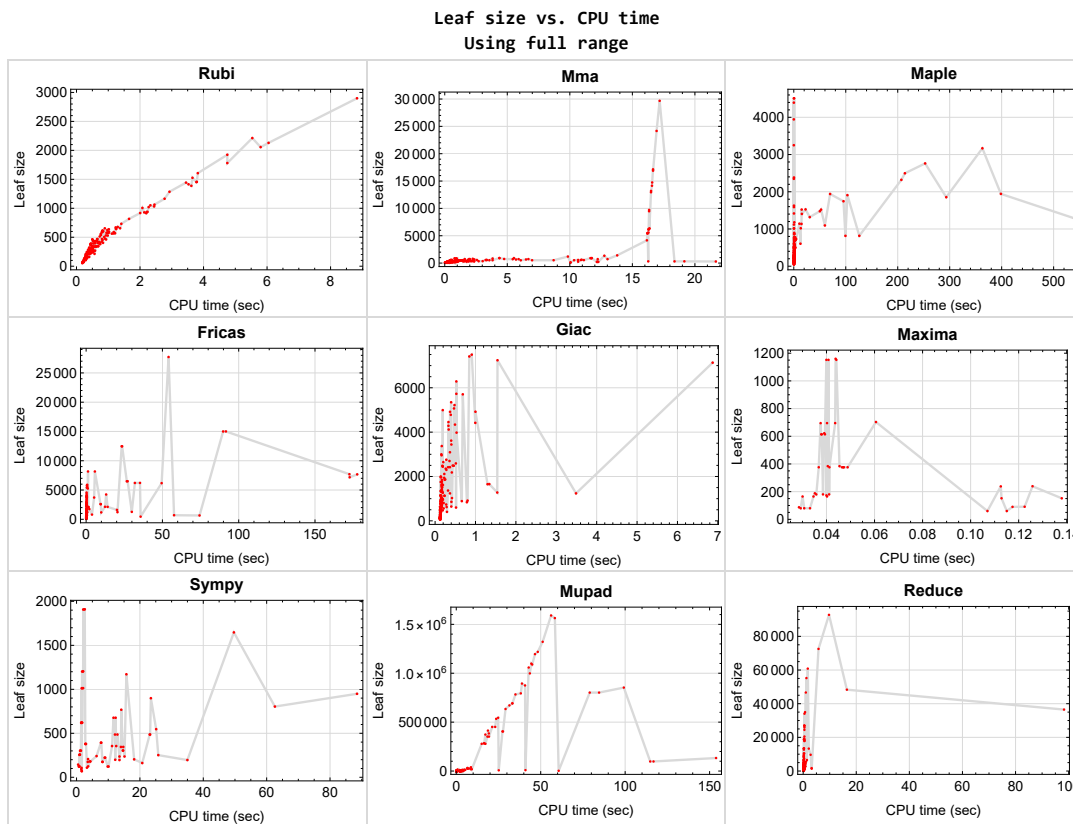 Leaf size vs. CPU time
Using full range
Rubi
Leaf size
3000
2500
2000
1500
1000
500
0
0 2 4 6 8
CPU time (sec)
Mma
Leaf size
30 000
25 000
20 000
15 000
10 000
5000
0
0 5 10 15 20
CPU time (sec)
Maple
Leaf size
4000
3000
2000
1000
0
0 100 200 300 400 500
CPU time (sec)
Fricas
Leaf size
25 000
20 000
15 000
10 000
5000
0
0 50 100 150
CPU time (sec)
Giac
Leaf size
6000
4000
2000
0
0 1 2 3 4 5 6 7
CPU time (sec)
Maxima
Leaf size
1200
1000
800
600
400
200
0
0.04 0.06 0.08 0.10 0.12 0.14
CPU time (sec)
Sympy
Leaf size
2000
1500
1000
500
0
0 20 40 60 80
CPU time (sec)
Mupad
Leaf size
1.5×10⁶
1.0×10⁶
500 000
0
0 50 100 150
CPU time (sec)
Reduce
Leaf size
80 000
60 000
40 000
20 000
0
0 20 40 60 80 100
CPU time (sec)